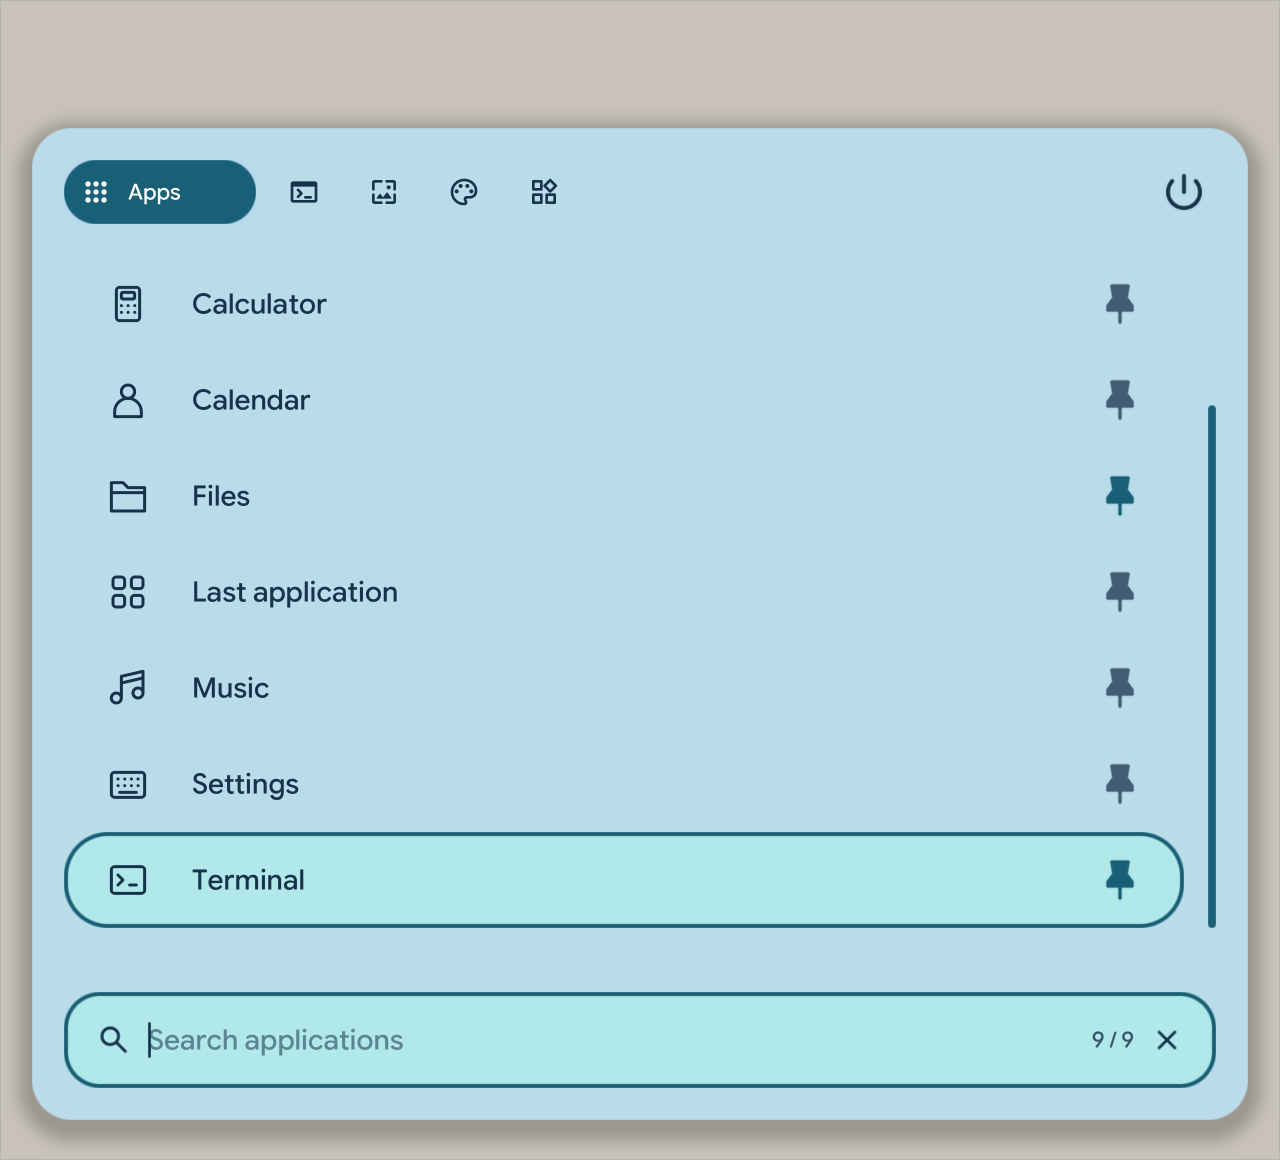 Apps
Calculator
Calendar
Files
Last application
Music
Settings
Terminal
Search applications
9 / 9